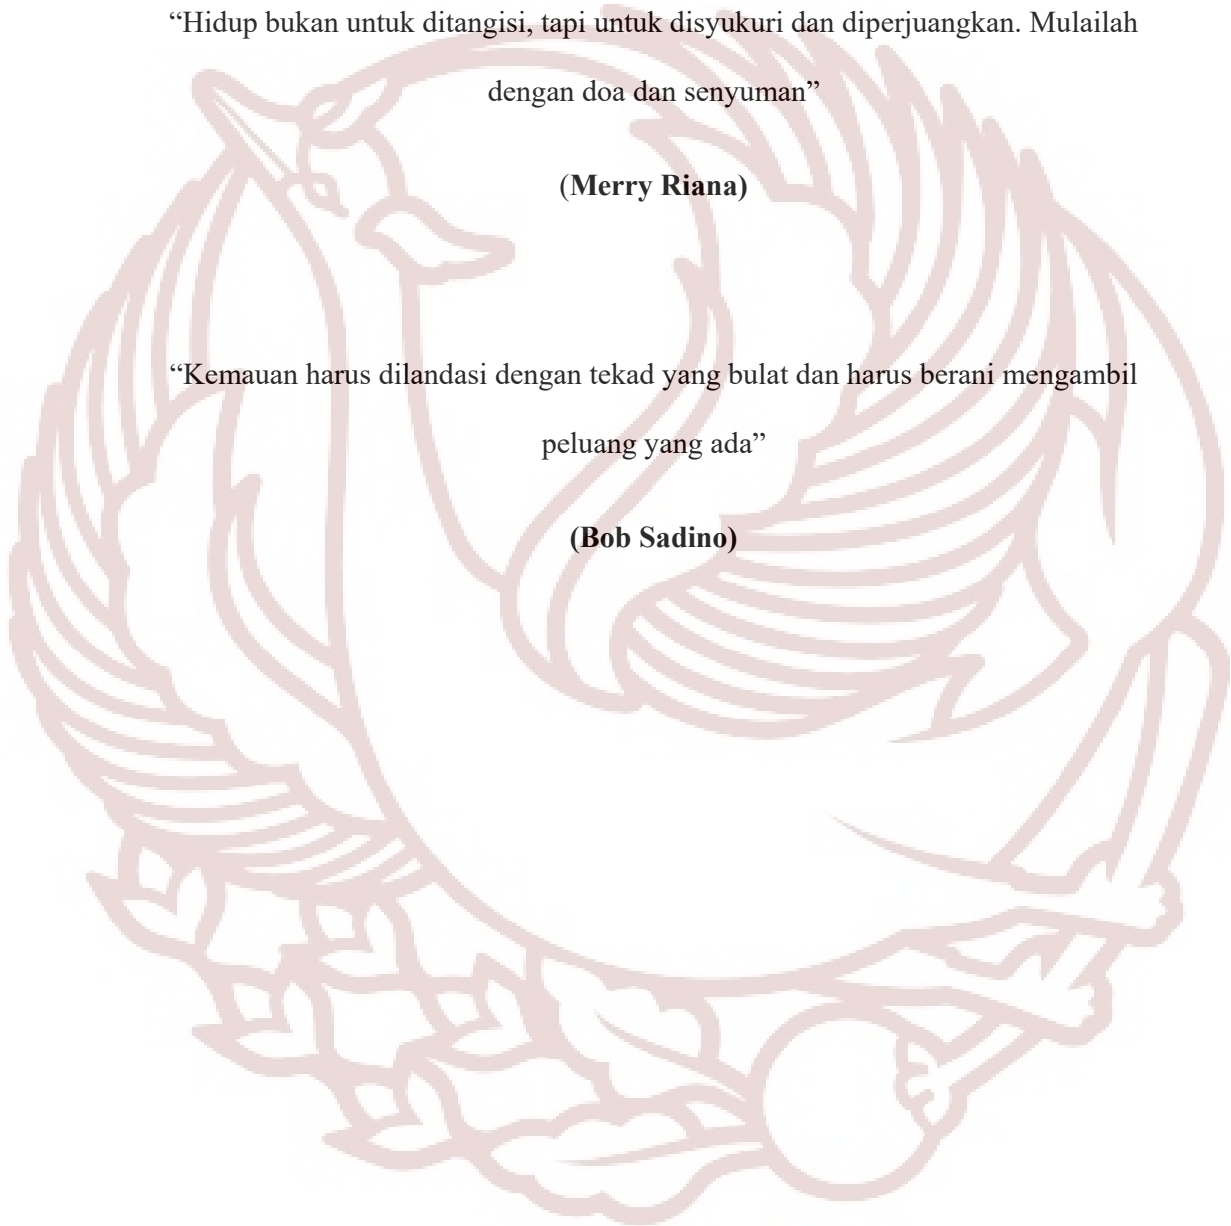 “Hidup bukan untuk ditangisi, tapi untuk disyukuri dan diperjuangkan. Mulailah
dengan doa dan senyuman”
(Merry Riana)
“Kemauan harus dilandasi dengan tekad yang bulat dan harus berani mengambil
peluang yang ada”
(Bob Sadino)